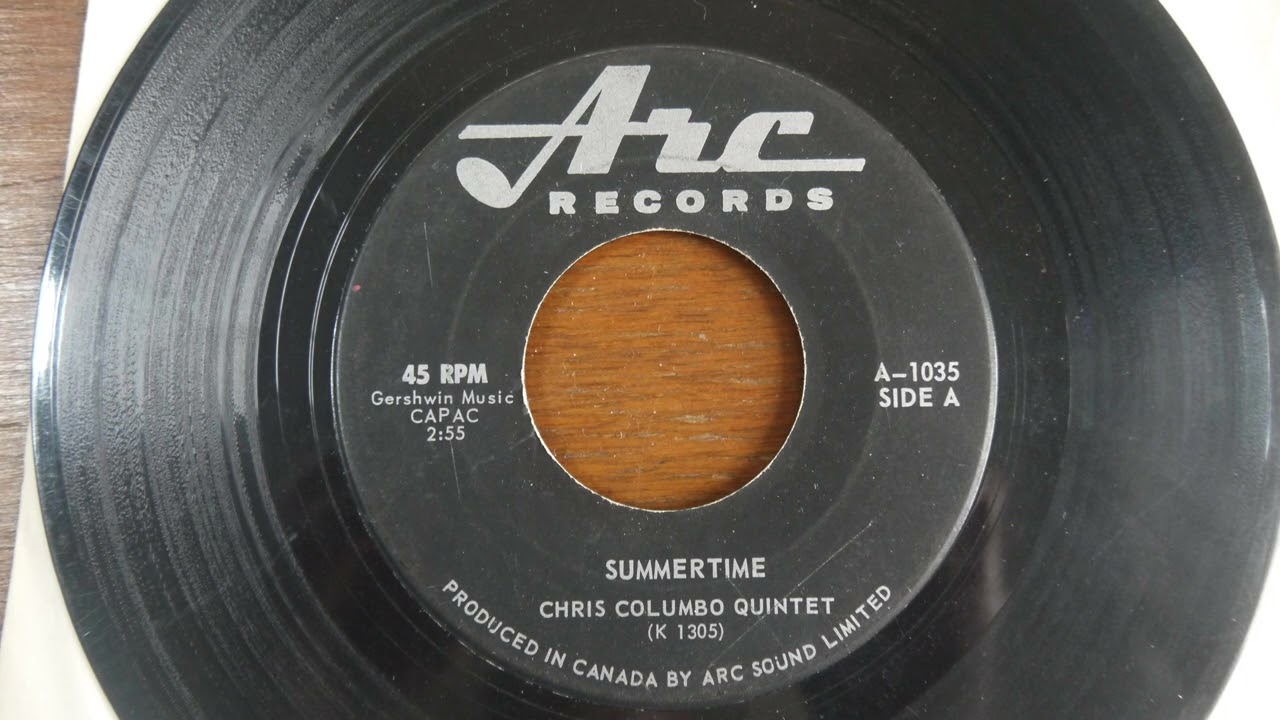 Arc
RECORDS
45 RPM
Gershwin Music
CAPAC
2:55
A-1035
SIDE A
SUMMERTIME
CHRIS COLUMBO QUINTET
(K 1305)
PRODUCED IN CANADA BY ARC SOUND LIMITED